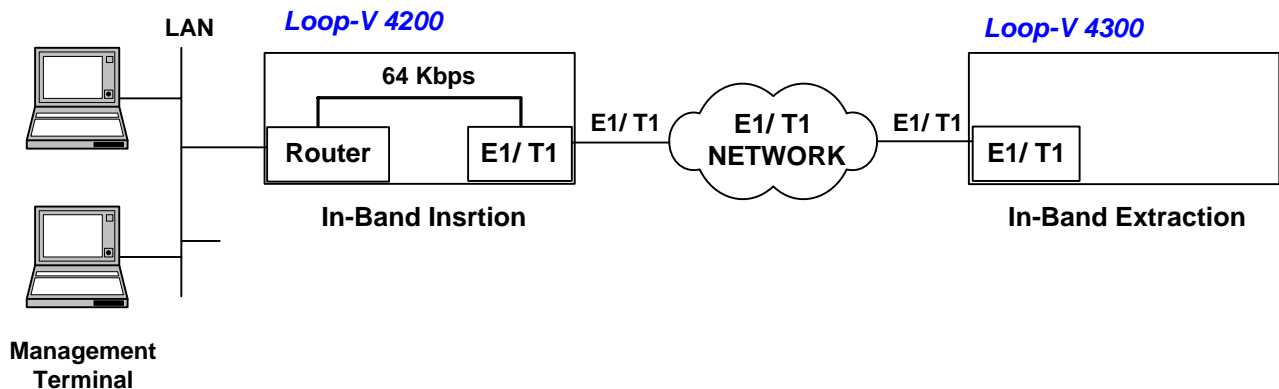 LAN
Loop-V 4200
Loop-V 4300
64 Kbps
Router
E1/ T1
E1/ T1
E1/ T1
NETWORK
E1/ T1
E1/ T1
In-Band Insrtion
In-Band Extraction
Management
Terminal